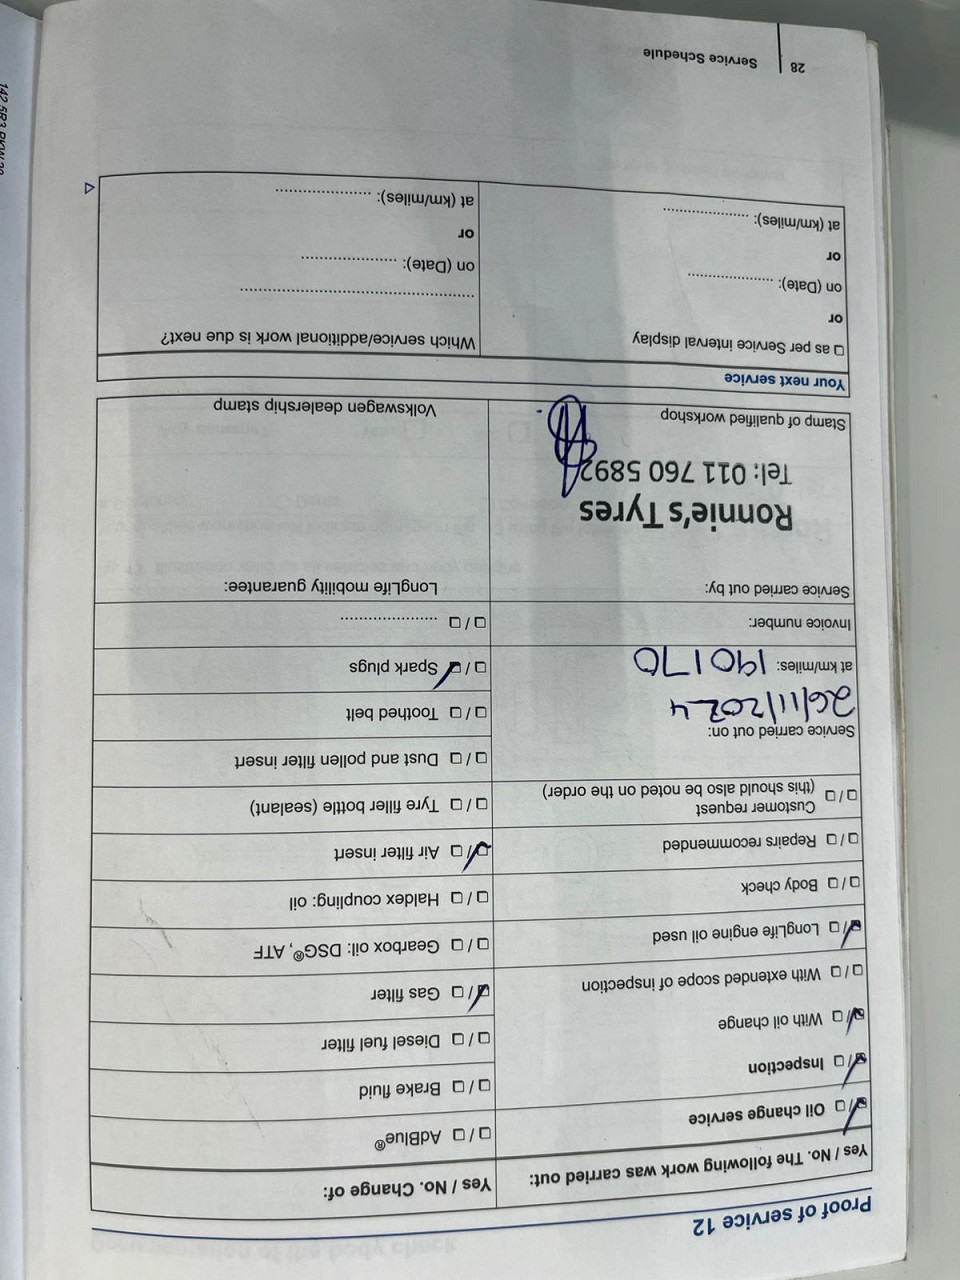 Proof of service 12
Yes / No. The following work was carried out:
☑/☐ Oil change service
☑/☐ Inspection
☑/☐ With oil change
☐/☐ With extended scope of inspection
☑/☐ LongLife engine oil used
☐/☐ Body check
☐/☐ Repairs recommended
☐/☐ Customer request
(this should also be noted on the order)
Service carried out on:
26/11/2024
at km/miles: 190170
Invoice number:
Service carried out by:
Ronnie's Tyres
Tel: 011 760 5892
Stamp of qualified workshop
Yes / No. Change of:
☐/☐ AdBlue®
☐/☐ Brake fluid
☐/☐ Diesel fuel filter
☑/☐ Gas filter
☐/☐ Gearbox oil: DSG®, ATF
☐/☐ Haldex coupling: oil
☑/☐ Air filter insert
☐/☐ Tyre filler bottle (sealant)
☐/☐ Dust and pollen filter insert
☐/☐ Toothed belt
☐/☑ Spark plugs
☐/☐ .....................
LongLife mobility guarantee:
Volkswagen dealership stamp
Your next service
☐ as per Service interval display
or
on (Date): ...................
or
at (km/miles): ...................
Which service/additional work is due next?
..................................................
on (Date): .....................
or
at (km/miles): .....................
28 Service Schedule